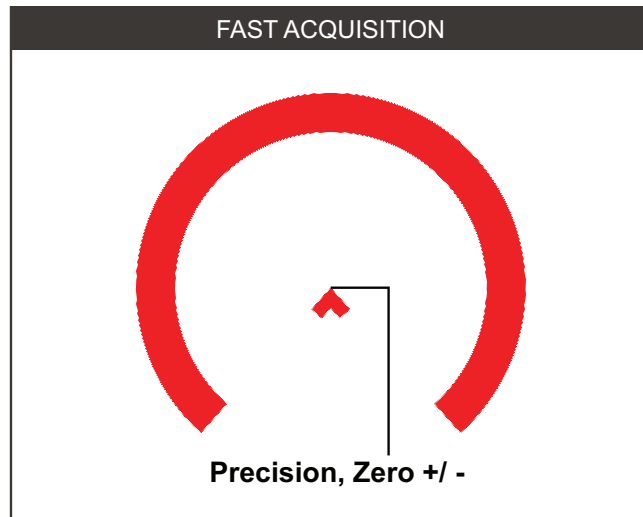 FAST ACQUISITION
Precision, Zero +/ -